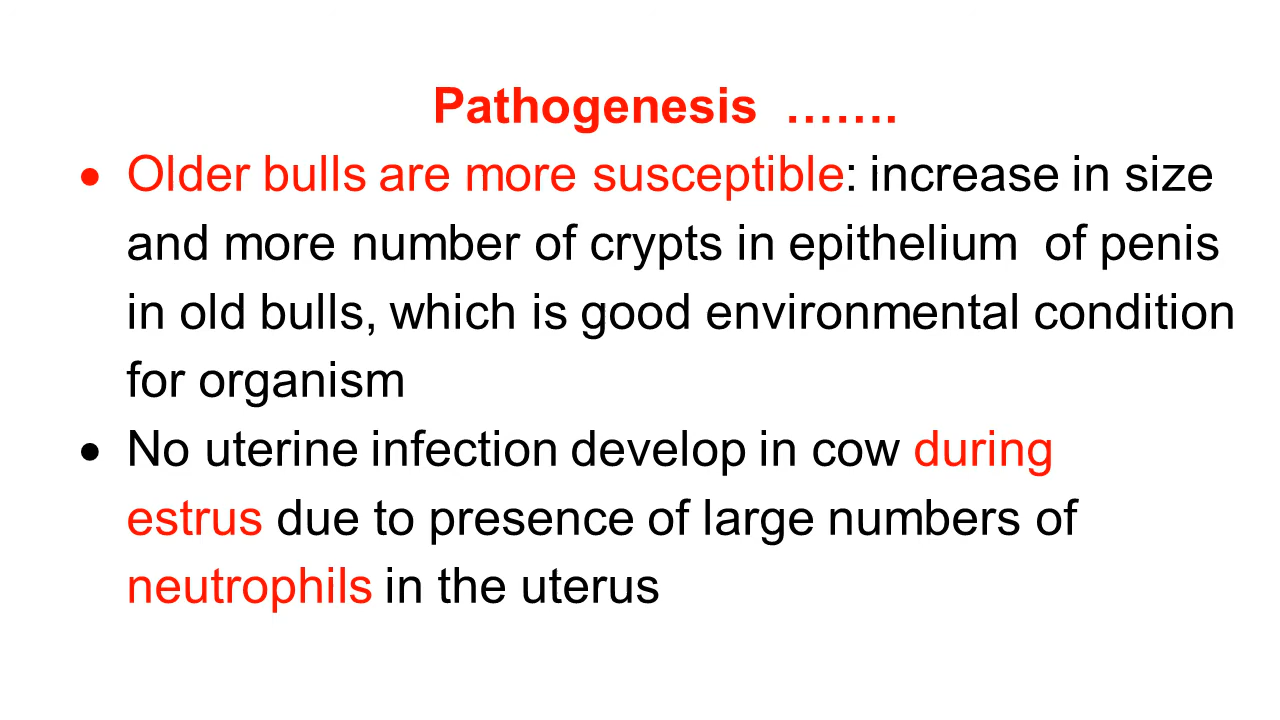 Pathogenesis …….
• Older bulls are more susceptible: increase in size
and more number of crypts in epithelium of penis
in old bulls, which is good environmental condition
for organism
• No uterine infection develop in cow during
estrus due to presence of large numbers of
neutrophils in the uterus